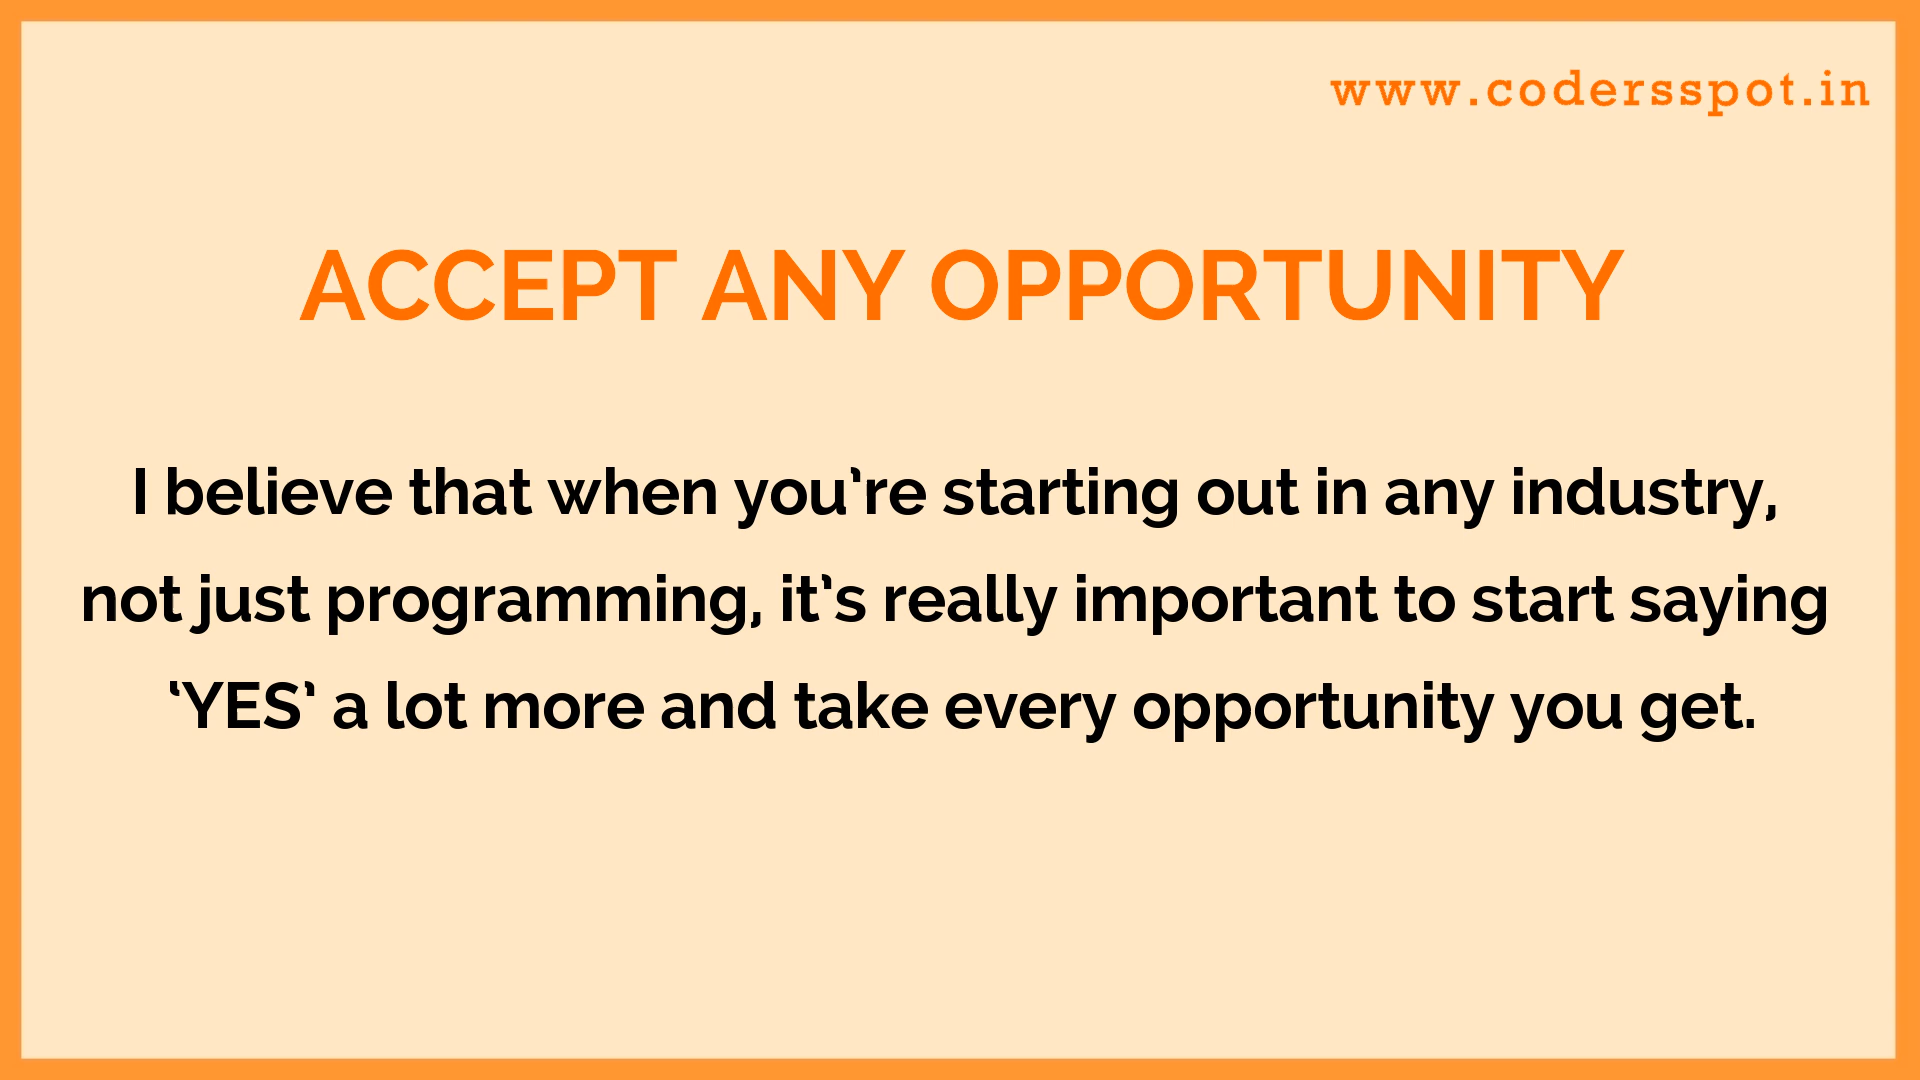 www.codersspot.in
ACCEPT ANY OPPORTUNITY
I believe that when you’re starting out in any industry,
not just programming, it’s really important to start saying
‘YES’ a lot more and take every opportunity you get.